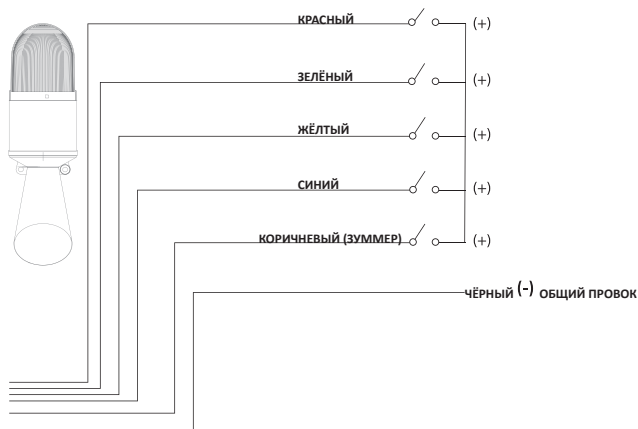 КРАСНЫЙ (+)
ЗЕЛЁНЫЙ (+)
ЖЁЛТЫЙ (+)
СИНИЙ (+)
КОРИЧНЕВЫЙ (ЗУММЕР) (+)
ЧЁРНЫЙ (-) ОБЩИЙ ПРОВОК